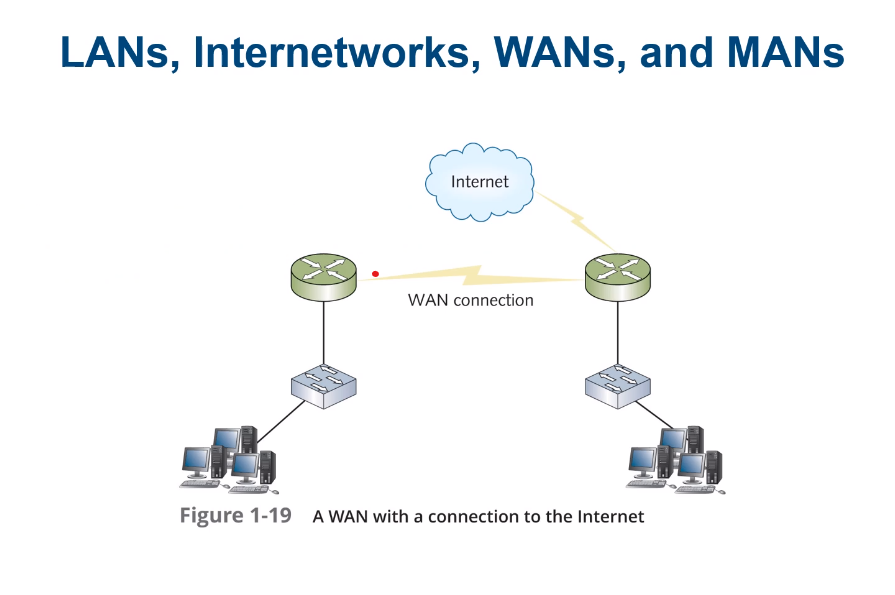 LANs, Internetworks, WANs, and MANs
Internet
WAN connection
Figure 1-19 A WAN with a connection to the Internet